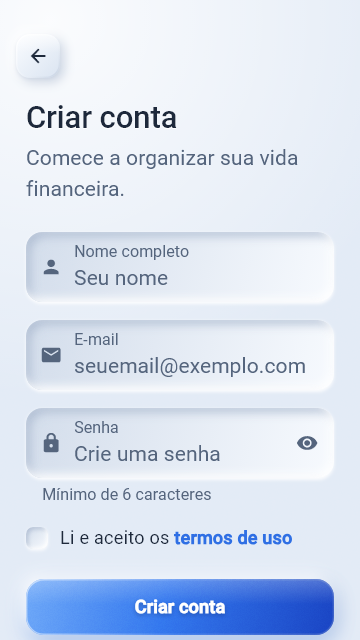 Criar conta
Comece a organizar sua vida
financeira.
Nome completo
Seu nome
E-mail
seuemail@exemplo.com
Senha
Crie uma senha
Mínimo de 6 caracteres
Li e aceito os termos de uso
Criar conta